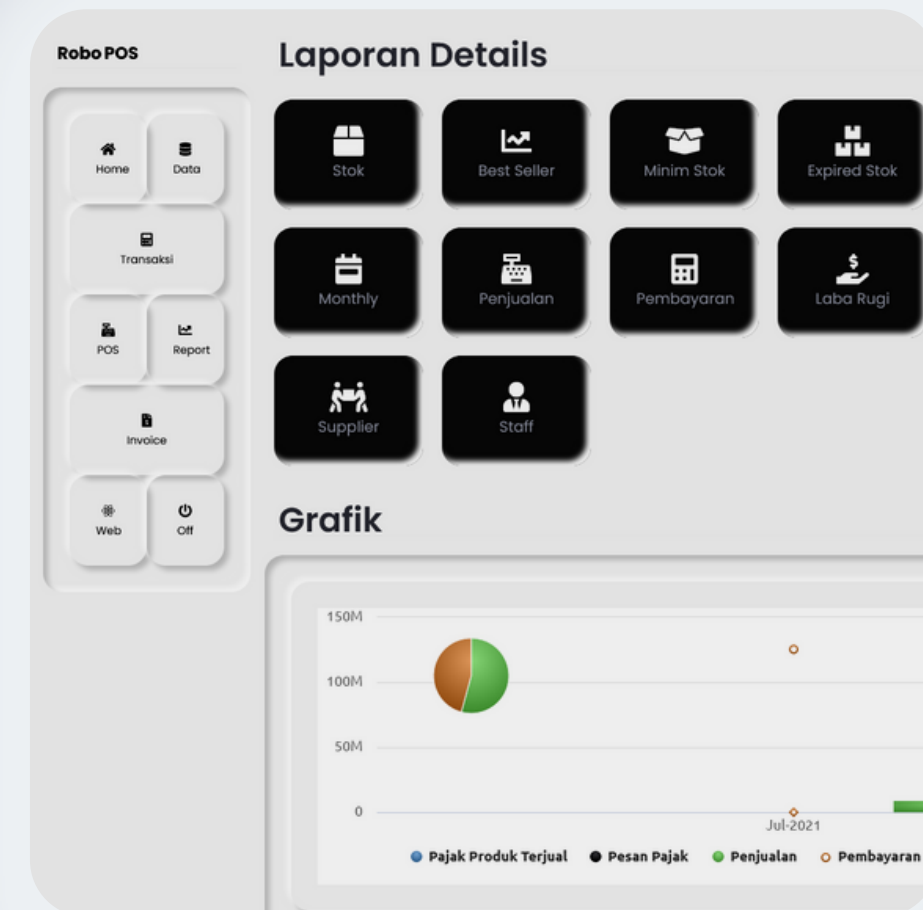 Robo POS
Home
Data
Transaksi
POS
Report
Invoice
Web
Off
Laporan Details
Stok
Best Seller
Minim Stok
Expired Stok
Monthly
Penjualan
Pembayaran
Laba Rugi
Supplier
Staff
Grafik
150M
100M
50M
0
Jul-2021
Pajak Produk Terjual
Pesan Pajak
Penjualan
Pembayaran